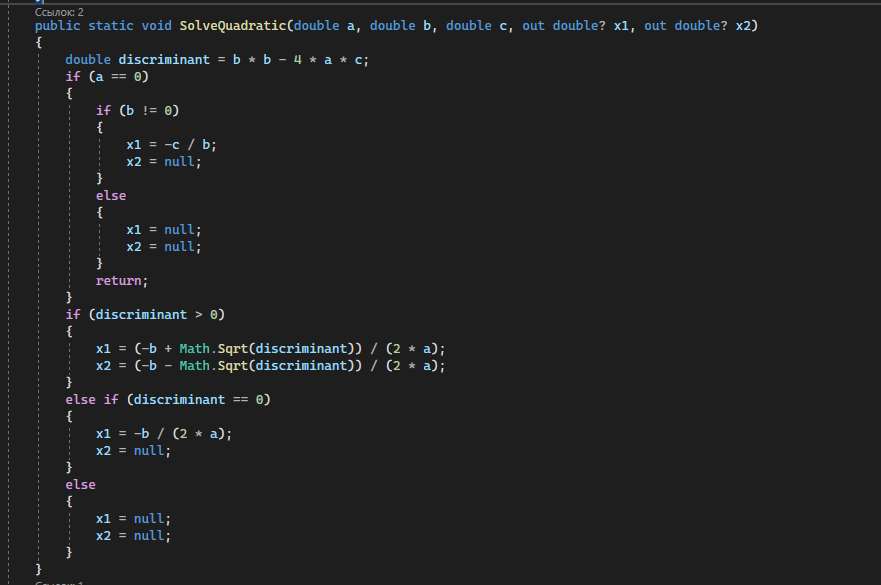 Ссылок: 2
public static void SolveQuadratic(double a, double b, double c, out double? x1, out double? x2)
{
    double discriminant = b * b - 4 * a * c;
    if (a == 0)
    {
        if (b != 0)
        {
            x1 = -c / b;
            x2 = null;
        }
        else
        {
            x1 = null;
            x2 = null;
        }
        return;
    }
    if (discriminant > 0)
    {
        x1 = (-b + Math.Sqrt(discriminant)) / (2 * a);
        x2 = (-b - Math.Sqrt(discriminant)) / (2 * a);
    }
    else if (discriminant == 0)
    {
        x1 = -b / (2 * a);
        x2 = null;
    }
    else
    {
        x1 = null;
        x2 = null;
    }
}